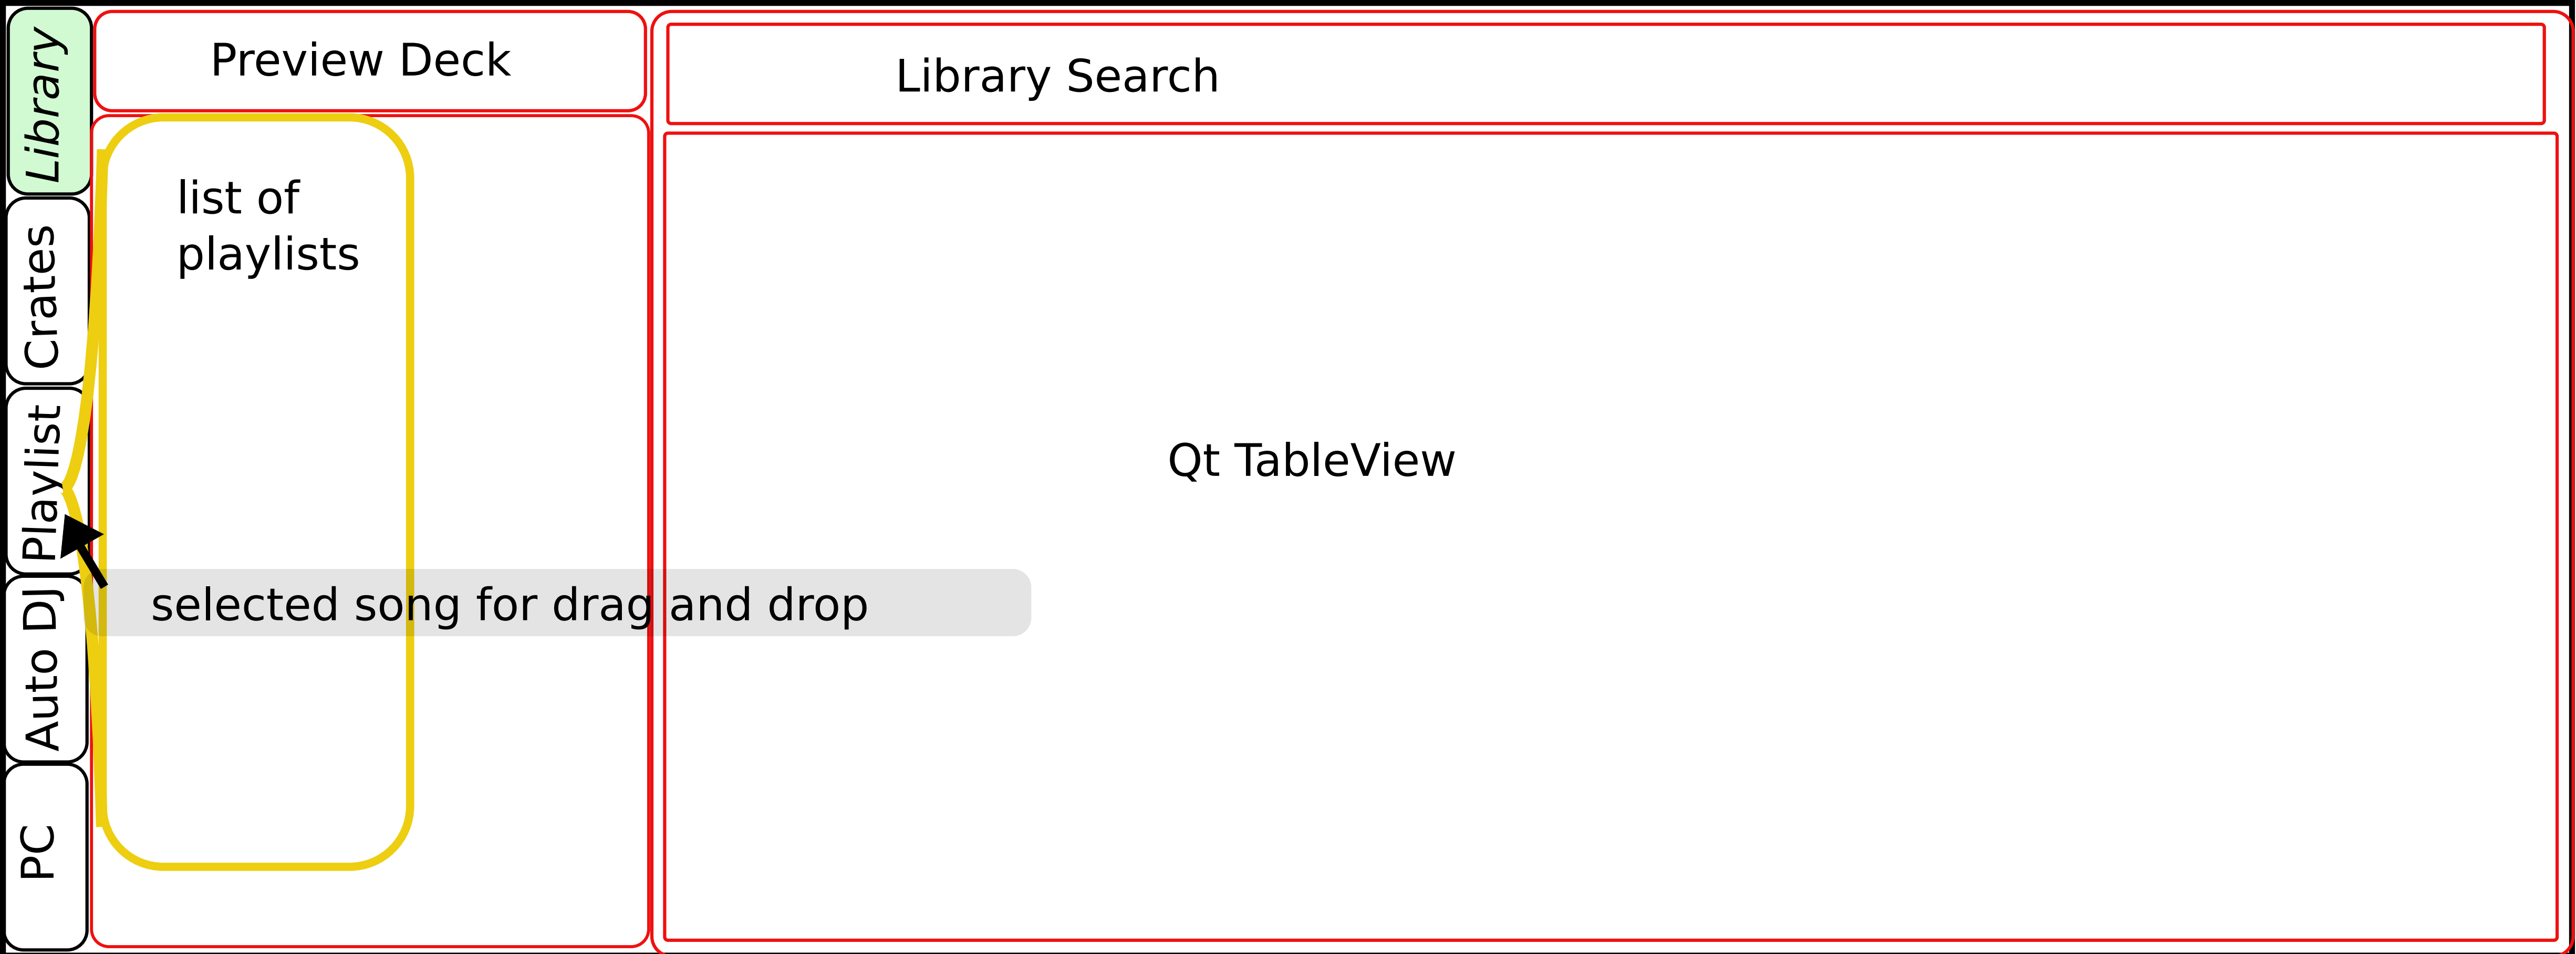 Library
Crates
Playlist
Auto DJ
PC
Preview Deck
list of
playlists
selected song for drag and drop
Library Search
Qt TableView